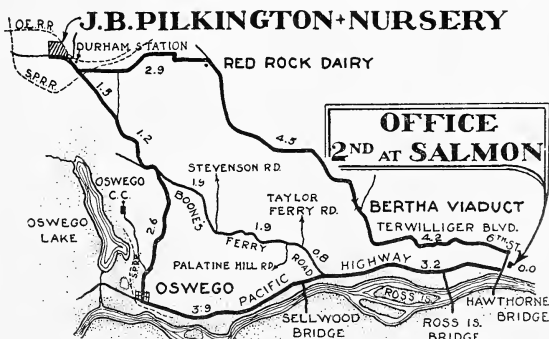 J.B. PILKINGTON + NURSERY
O.E.R.R.
DURHAM STATION
S.P.R.R.
2.9
RED ROCK DAIRY
1.5
1.2
4.5
OFFICE
2ND AT SALMON
STEVENSON RD.
OSWEGO
C.C.
1.9
TAYLOR
FERRY RD.
BERTHA VIADUCT
TERWILLIGER BLVD.
4.2
6TH ST.
0.0
OSWEGO
LAKE
2.6
BOONES
FERRY
1.9
ROAD
0.8
PALATINE HILL RD.
S.P.R.R.
OSWEGO
3.9
PACIFIC
HIGHWAY
3.2
ROSS IS.
SELLWOOD
BRIDGE
ROSS IS.
BRIDGE
HAWTHORNE
BRIDGE